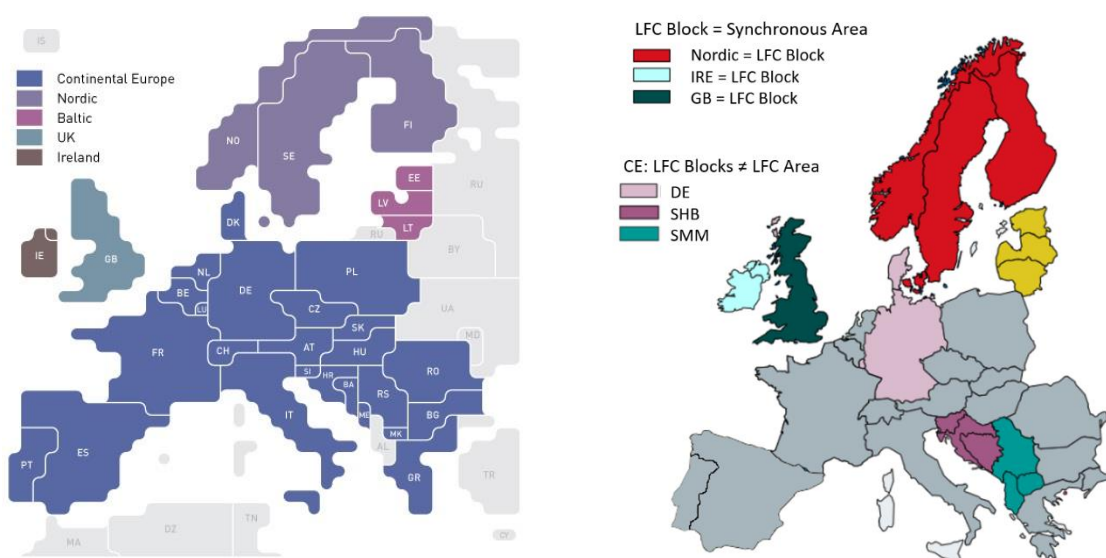 IS
Continental Europe
Nordic
Baltic
UK
Ireland
NO
SE
FI
RU
EE
LV
LT
RU
BY
DK
IE
GB
NL
BE
LU
DE
PL
CZ
UA
SK
MD
FR
CH
AT
HU
SI
HR
BA
RO
RS
IT
ME
BG
MK
AL
PT
ES
GR
TR
MA
DZ
TN
CY
LFC Block = Synchronous Area
Nordic = LFC Block
IRE = LFC Block
GB = LFC Block
CE: LFC Blocks ≠ LFC Area
DE
SHB
SMM